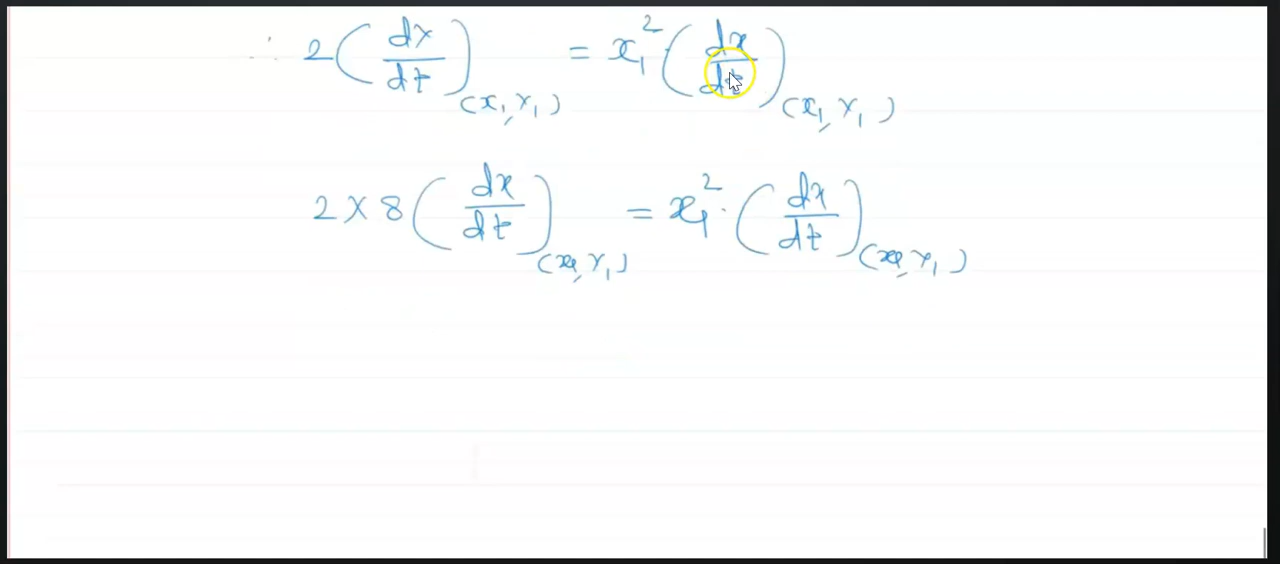 ∴ 2 (dy/dt)_(x₁, y₁) = x₁² (dx/dt)_(x₁, y₁)
2 × 8 (dx/dt)_(x₁, y₁) = x₁² · (dx/dt)_(x₁, y₁)